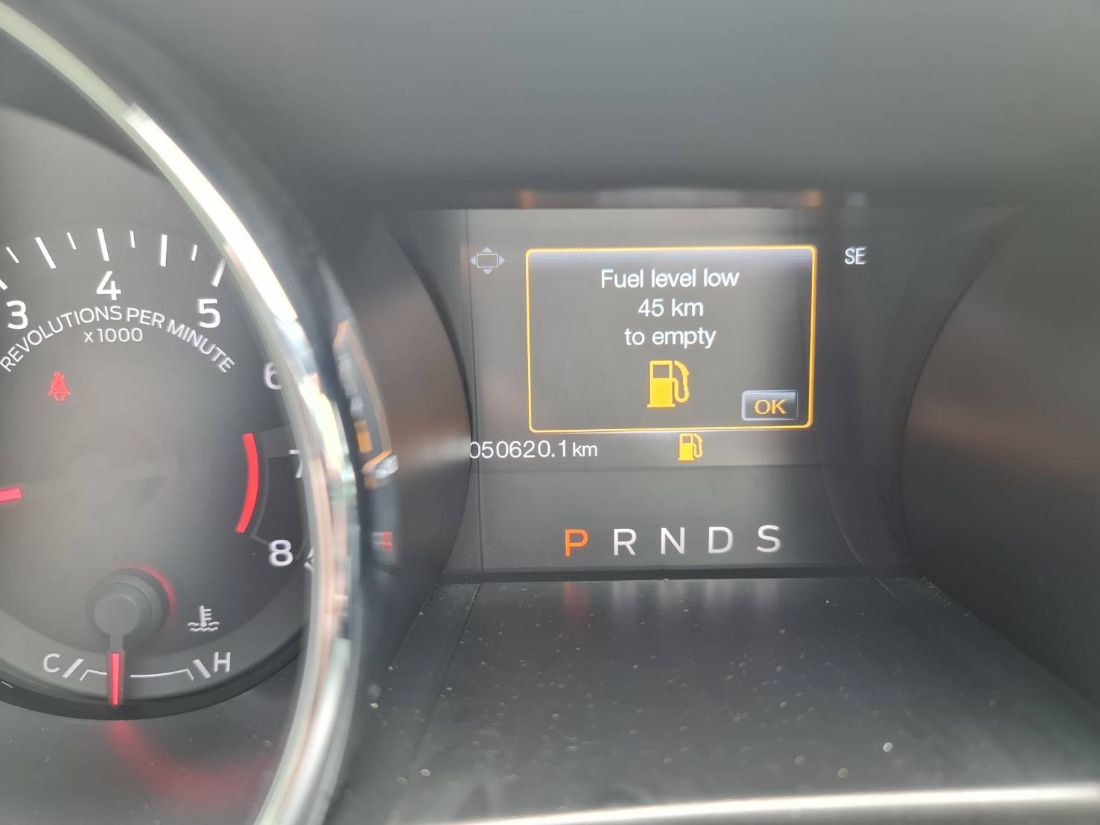 3
4
5
6
7
8
REVOLUTIONS PER MINUTE
x1000
C
H
SE
Fuel level low
45 km
to empty
OK
050620.1 km
P R N D S